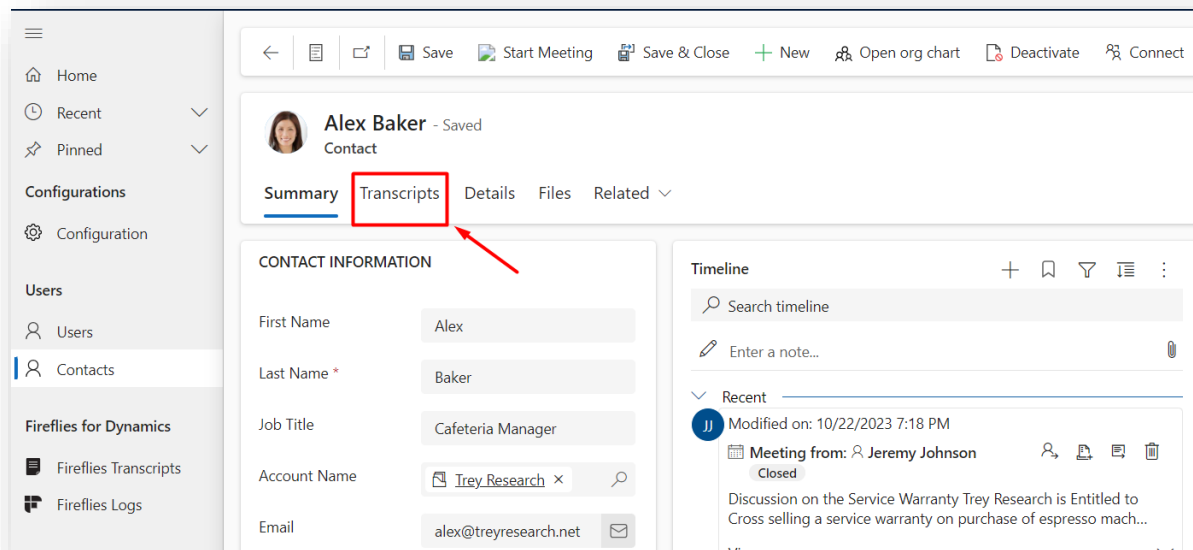 Save
Start Meeting
Save & Close
New
Open org chart
Deactivate
Connect
Home
Recent
Pinned
Configurations
Configuration
Users
Users
Contacts
Fireflies for Dynamics
Fireflies Transcripts
Fireflies Logs
Alex Baker - Saved
Contact
Summary
Transcripts
Details
Files
Related
CONTACT INFORMATION
First Name
Alex
Last Name *
Baker
Job Title
Cafeteria Manager
Account Name
Trey Research
Email
alex@treyresearch.net
Timeline
Search timeline
Enter a note...
Recent
JJ
Modified on: 10/22/2023 7:18 PM
Meeting from: Jeremy Johnson
Closed
Discussion on the Service Warranty Trey Research is Entitled to
Cross selling a service warranty on purchase of espresso mach...